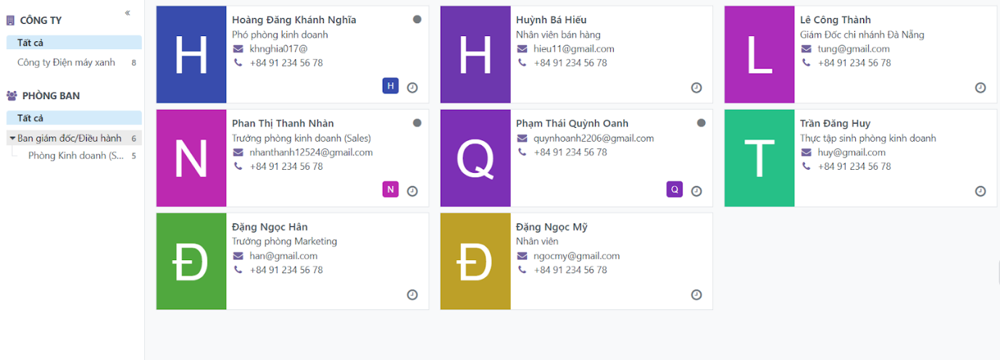 «
CÔNG TY
Tất cả
Công ty Điện máy xanh 8
PHÒNG BAN
Tất cả
Ban giám đốc/Điều hành 6
Phòng Kinh doanh (S... 5
H
Hoàng Đăng Khánh Nghĩa
Phó phòng kinh doanh
khnghia017@
+84 91 234 56 78
H
H
Huỳnh Bá Hiếu
Nhân viên bán hàng
hieu11@gmail.com
+84 91 234 56 78
L
Lê Công Thành
Giám Đốc chi nhánh Đà Nẵng
tung@gmail.com
+84 91 234 56 78
N
Phan Thị Thanh Nhàn
Trưởng phòng kinh doanh (Sales)
nhanthanh12524@gmail.com
+84 91 234 56 78
N
Q
Phạm Thái Quỳnh Oanh
quynhoanh2206@gmail.com
+84 91 234 56 78
Q
T
Trần Đăng Huy
Thực tập sinh phòng kinh doanh
huy@gmail.com
+84 91 234 56 78
Đ
Đặng Ngọc Hân
Trưởng phòng Marketing
han@gmail.com
+84 91 234 56 78
Đ
Đặng Ngọc Mỹ
Nhân viên
ngocmy@gmail.com
+84 91 234 56 78